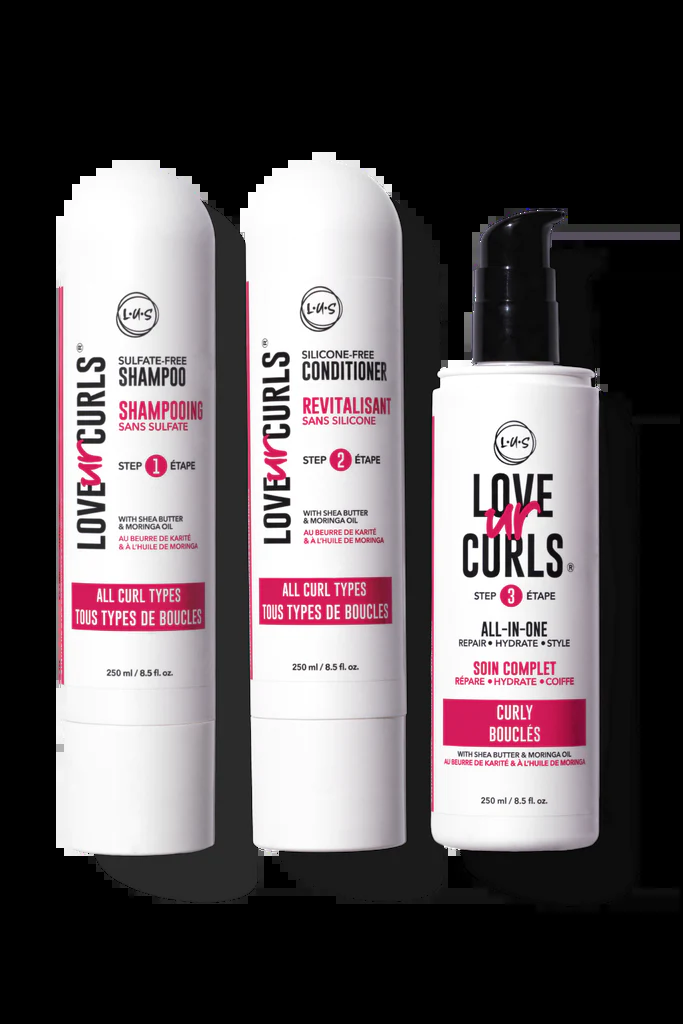 L·U·S
SULFATE-FREE
SHAMPOO
SHAMPOOING
SANS SULFATE
STEP 1 ÉTAPE
LOVE ur CURLS®
WITH SHEA BUTTER
& MORINGA OIL
AU BEURRE DE KARITÉ
& À L'HUILE DE MORINGA
ALL CURL TYPES
TOUS TYPES DE BOUCLES
250 ml / 8.5 fl. oz.
L·U·S
SILICONE-FREE
CONDITIONER
REVITALISANT
SANS SILICONE
STEP 2 ÉTAPE
LOVE ur CURLS®
WITH SHEA BUTTER
& MORINGA OIL
AU BEURRE DE KARITÉ
& À L'HUILE DE MORINGA
ALL CURL TYPES
TOUS TYPES DE BOUCLES
250 ml / 8.5 fl. oz.
L·U·S
LOVE
ur
CURLS®
STEP 3 ÉTAPE
ALL-IN-ONE
REPAIR • HYDRATE • STYLE
SOIN COMPLET
RÉPARE • HYDRATE • COIFFE
CURLY
BOUCLÉS
WITH SHEA BUTTER & MORINGA OIL
AU BEURRE DE KARITÉ & À L'HUILE DE MORINGA
250 ml / 8.5 fl. oz.